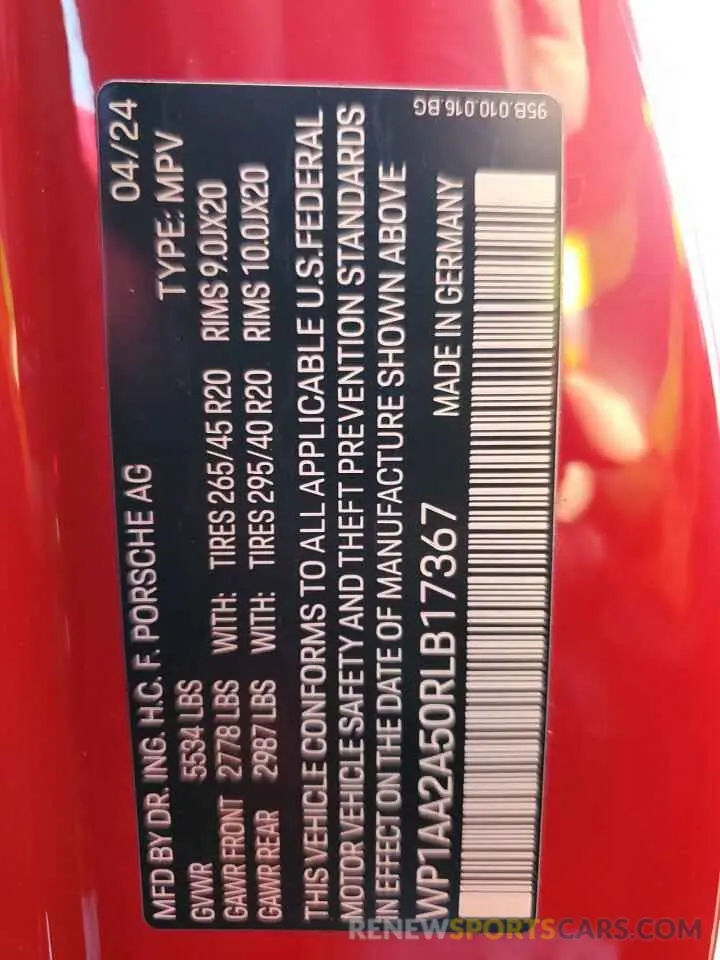 MFD BY DR. ING. H.C. F. PORSCHE AG 04/24
GVWR 5534 LBS TYPE: MPV
GAWR FRONT 2778 LBS WITH: TIRES 265/45 R20 RIMS 9.0JX20
GAWR REAR 2987 LBS WITH: TIRES 295/40 R20 RIMS 10.0JX20
THIS VEHICLE CONFORMS TO ALL APPLICABLE U.S.FEDERAL
MOTOR VEHICLE SAFETY AND THEFT PREVENTION STANDARDS
IN EFFECT ON THE DATE OF MANUFACTURE SHOWN ABOVE
WP1AA2A50RLB17367 MADE IN GERMANY
95B.010.016.BG
RENEWSPORTSCARS.COM